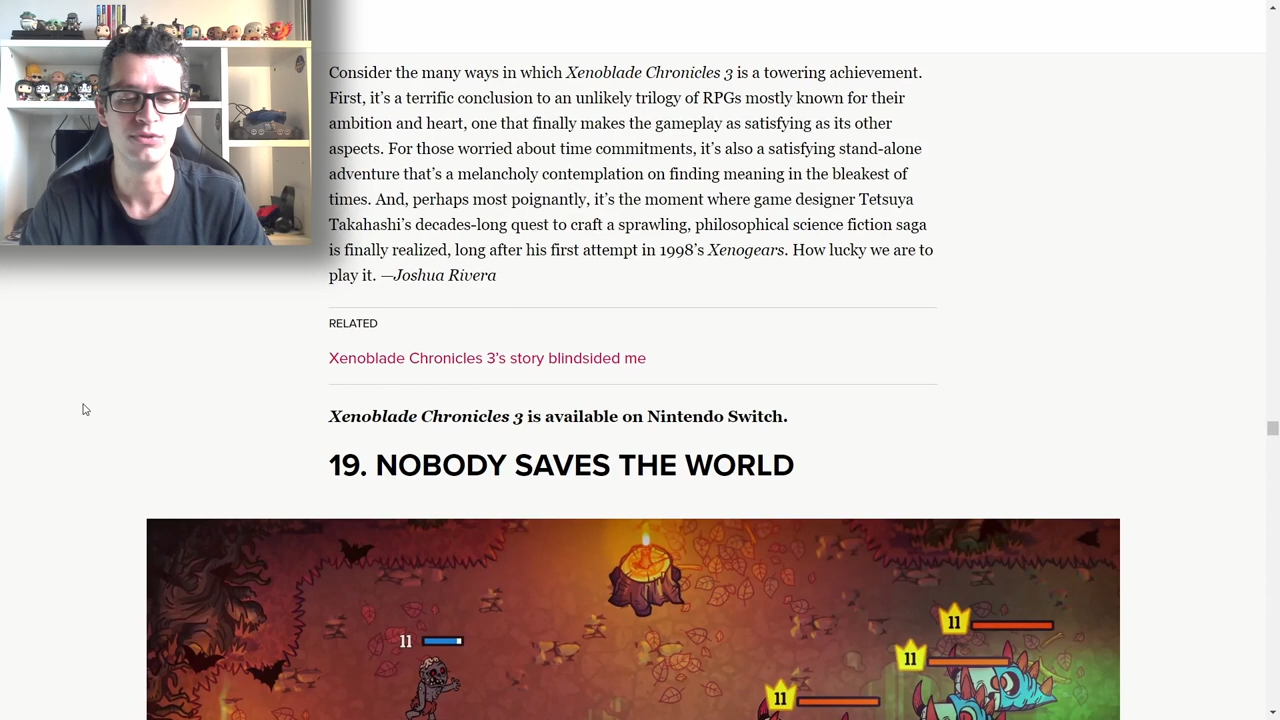 Consider the many ways in which Xenoblade Chronicles 3 is a towering achievement.
First, it’s a terrific conclusion to an unlikely trilogy of RPGs mostly known for their
ambition and heart, one that finally makes the gameplay as satisfying as its other
aspects. For those worried about time commitments, it’s also a satisfying stand-alone
adventure that’s a melancholy contemplation on finding meaning in the bleakest of
times. And, perhaps most poignantly, it’s the moment where game designer Tetsuya
Takahashi’s decades-long quest to craft a sprawling, philosophical science fiction saga
is finally realized, long after his first attempt in 1998’s Xenogears. How lucky we are to
play it. —Joshua Rivera
RELATED
Xenoblade Chronicles 3’s story blindsided me
Xenoblade Chronicles 3 is available on Nintendo Switch.
19. NOBODY SAVES THE WORLD
11
11
11
11